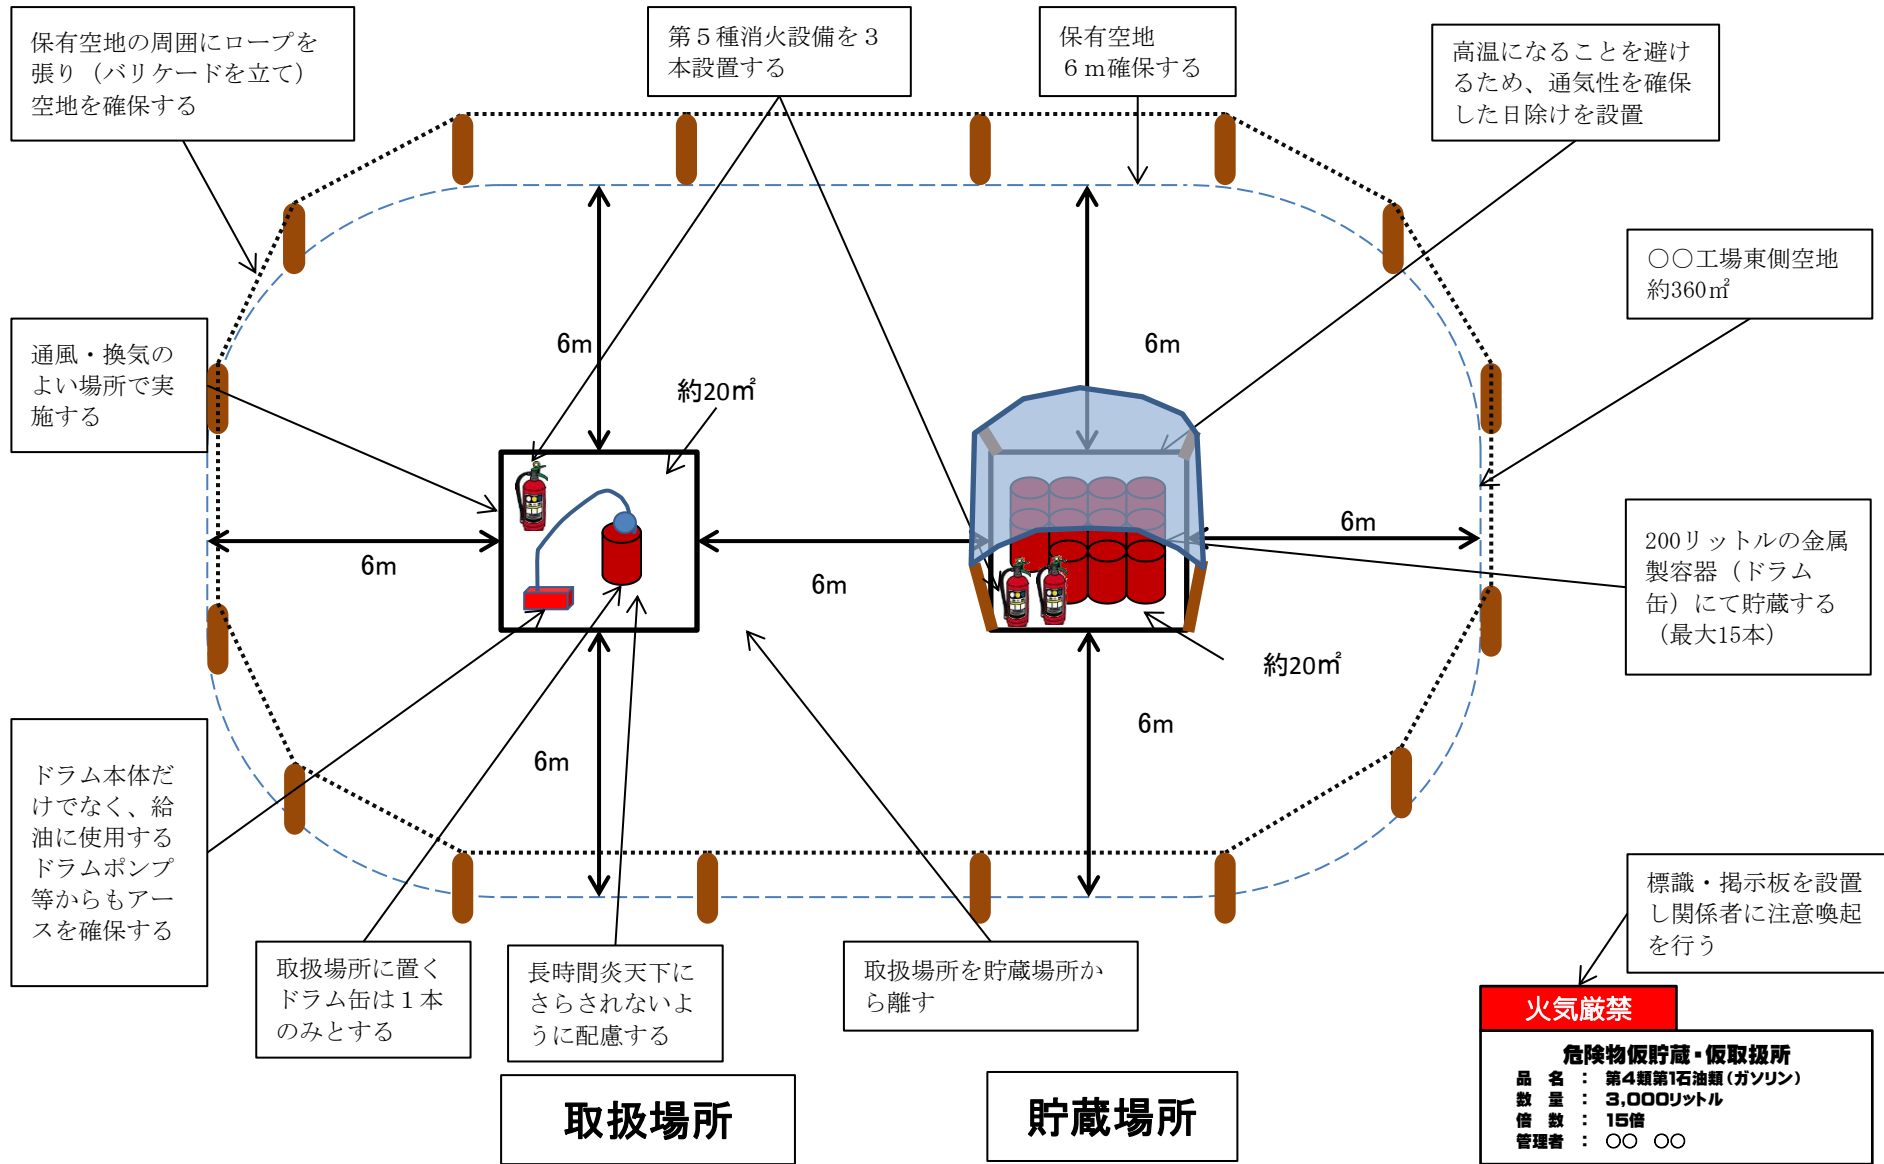 保有空地の周囲にロープを
張り（バリケードを立て）
空地を確保する
第５種消火設備を３
本設置する
保有空地
６ｍ確保する
高温になることを避け
るため、通気性を確保
した日除けを設置
○○工場東側空地
約360㎡
通風・換気の
よい場所で実
施する
6m
6m
約20㎡
6m
6m
6m
200リットルの金属
製容器（ドラム
缶）にて貯蔵する
（最大15本）
約20㎡
6m
6m
ドラム本体だ
けでなく、給
油に使用する
ドラムポンプ
等からもアー
スを確保する
取扱場所に置く
ドラム缶は１本
のみとする
長時間炎天下に
さらされないよ
うに配慮する
取扱場所を貯蔵場所か
ら離す
標識・掲示板を設置
し関係者に注意喚起
を行う
火気厳禁
危険物仮貯蔵・仮取扱所
品　名　：　第4類第1石油類（ガソリン）
数　量　：　3,000リットル
倍　数　：　15倍
管理者　：　○○　○○
取扱場所
貯蔵場所